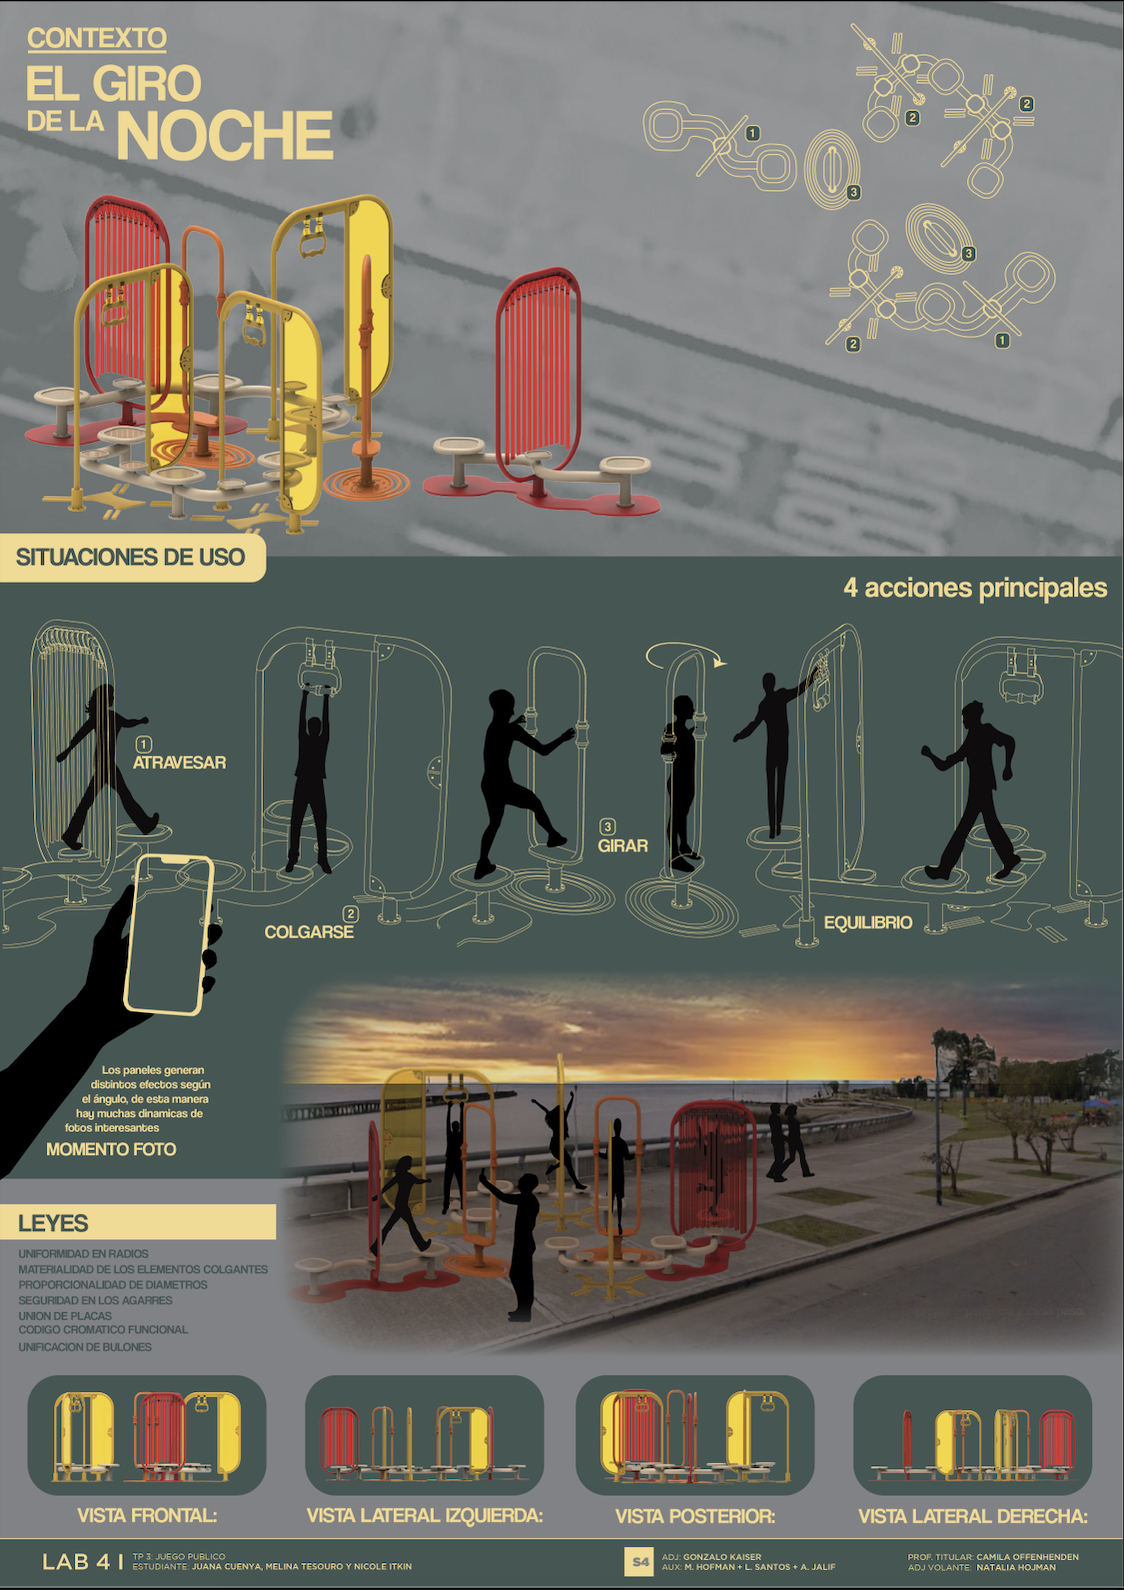 CONTEXTO
EL GIRO
DE LA NOCHE
1
2
2
3
3
2
1
SITUACIONES DE USO
4 acciones principales
1
ATRAVESAR
3
GIRAR
2
COLGARSE
EQUILIBRIO
Los paneles generan
distintos efectos según
el ángulo, de esta manera
hay muchas dinamicas de
fotos interesantes
MOMENTO FOTO
LEYES
UNIFORMIDAD EN RADIOS
MATERIALIDAD DE LOS ELEMENTOS COLGANTES
PROPORCIONALIDAD DE DIAMETROS
SEGURIDAD EN LOS AGARRES
UNION DE PLACAS
CODIGO CROMATICO FUNCIONAL
UNIFICACION DE BULONES
VISTA FRONTAL:
VISTA LATERAL IZQUIERDA:
VISTA POSTERIOR:
VISTA LATERAL DERECHA:
LAB 4 I
TP 3: JUEGO PUBLICO
ESTUDIANTE: JUANA CUENYA, MELINA TESOURO Y NICOLE ITKIN
S4
ADJ: GONZALO KAISER
AUX: M. HOFMAN + L. SANTOS + A. JALIF
PROF. TITULAR: CAMILA OFFENHENDEN
ADJ VOLANTE: NATALIA HOJMAN